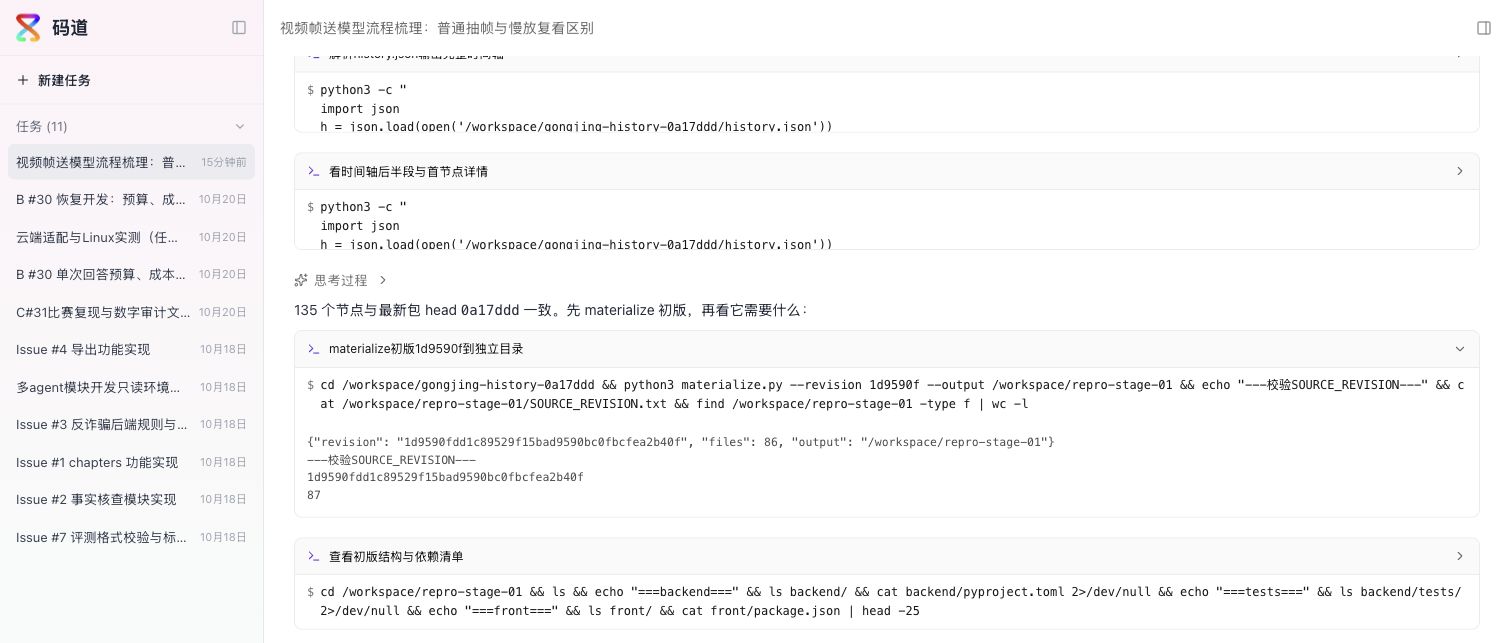 码道
新建任务
任务 (11)
视频帧送模型流程梳理：普... 15分钟前
B #30 恢复开发：预算、成... 10月20日
云端适配与Linux实测（任... 10月20日
B #30 单次回答预算、成本... 10月20日
C#31比赛复现与数字审计文... 10月20日
Issue #4 导出功能实现 10月18日
多agent模块开发只读环境... 10月18日
Issue #3 反诈骗后端规则与... 10月18日
Issue #1 chapters 功能实现 10月18日
Issue #2 事实核查模块实现 10月18日
Issue #7 评测格式校验与标... 10月18日
视频帧送模型流程梳理：普通抽帧与慢放复看区别
$ python3 -c "
import json
h = json.load(open('/workspace/gongjing-history-0a17ddd/history.json'))
看时间轴后半段与首节点详情
$ python3 -c "
import json
h = json.load(open('/workspace/gongjing-history-0a17ddd/history.json'))
思考过程
135 个节点与最新包 head 0a17ddd 一致。先 materialize 初版，再看它需要什么：
materialize初版1d9590f到独立目录
$ cd /workspace/gongjing-history-0a17ddd && python3 materialize.py --revision 1d9590f --output /workspace/repro-stage-01 && echo "---校验SOURCE_REVISION---" && c
at /workspace/repro-stage-01/SOURCE_REVISION.txt && find /workspace/repro-stage-01 -type f | wc -l
{"revision": "1d9590fdd1c89529f15bad9590bc0fbcfea2b40f", "files": 86, "output": "/workspace/repro-stage-01"}
---校验SOURCE_REVISION---
1d9590fdd1c89529f15bad9590bc0fbcfea2b40f
87
查看初版结构与依赖清单
$ cd /workspace/repro-stage-01 && ls && echo "===backend===" && ls backend/ && cat backend/pyproject.toml 2>/dev/null && echo "===tests===" && ls backend/tests/
2>/dev/null && echo "===front===" && ls front/ && cat front/package.json | head -25